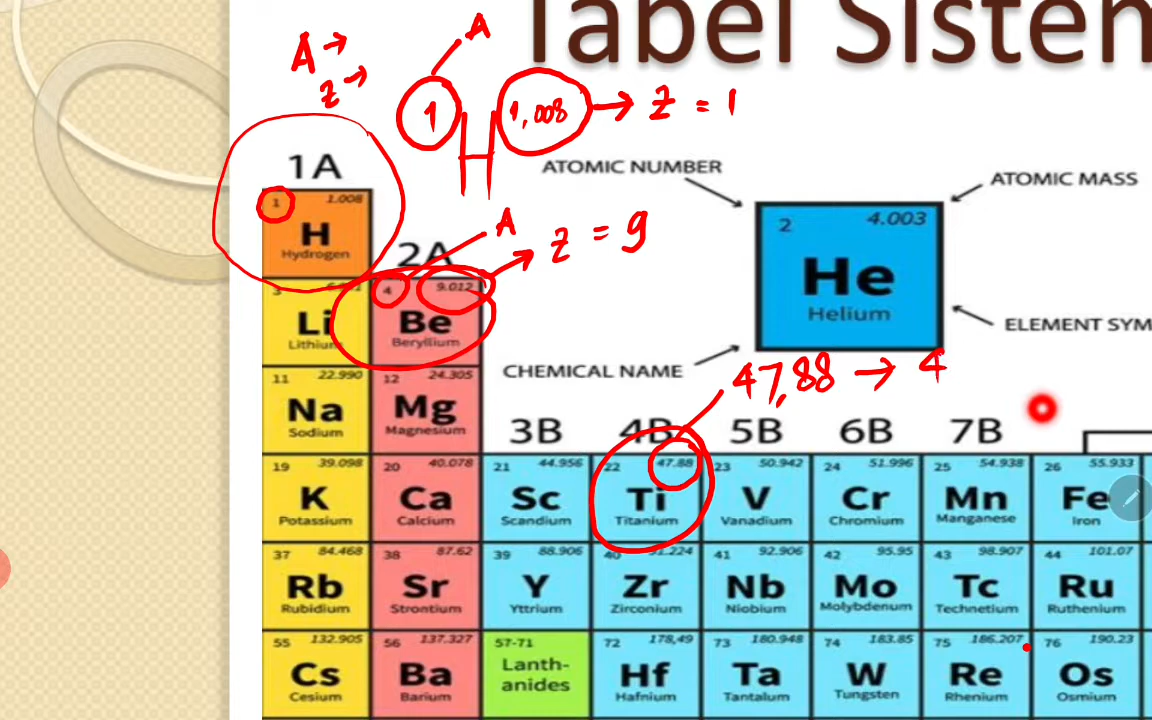 Tabel Sistem
A →
Z →
A
1 H 1,008 → Z = 1
1A
ATOMIC NUMBER
ATOMIC MASS
1 1.008
H
Hydrogen
A
Z = 9
2A
2 4.003
He
Helium
ELEMENT SYM
CHEMICAL NAME
47,88 → 4
3
Li
Lithium
4 9.012
Be
Beryllium
11 22.990
Na
Sodium
12 24.305
Mg
Magnesium
3B 4B 5B 6B 7B
19 39.098
K
Potassium
20 40.078
Ca
Calcium
21 44.956
Sc
Scandium
22 47.88
Ti
Titanium
23 50.942
V
Vanadium
24 51.996
Cr
Chromium
25 54.938
Mn
Manganese
26 55.933
Fe
Iron
37 84.468
Rb
Rubidium
38 87.62
Sr
Strontium
39 88.906
Y
Yttrium
40
Zr
Zirconium
41 92.906
Nb
Niobium
42 95.95
Mo
Molybdenum
43 98.907
Tc
Technetium
44 101.07
Ru
Ruthenium
55 132.905
Cs
Cesium
56 137.327
Ba
Barium
57-71
Lanth-
anides
72 178,49
Hf
Hafnium
73 180.948
Ta
Tantalum
74 183.85
W
Tungsten
75 186.207
Re
Rhenium
76 190.23
Os
Osmium